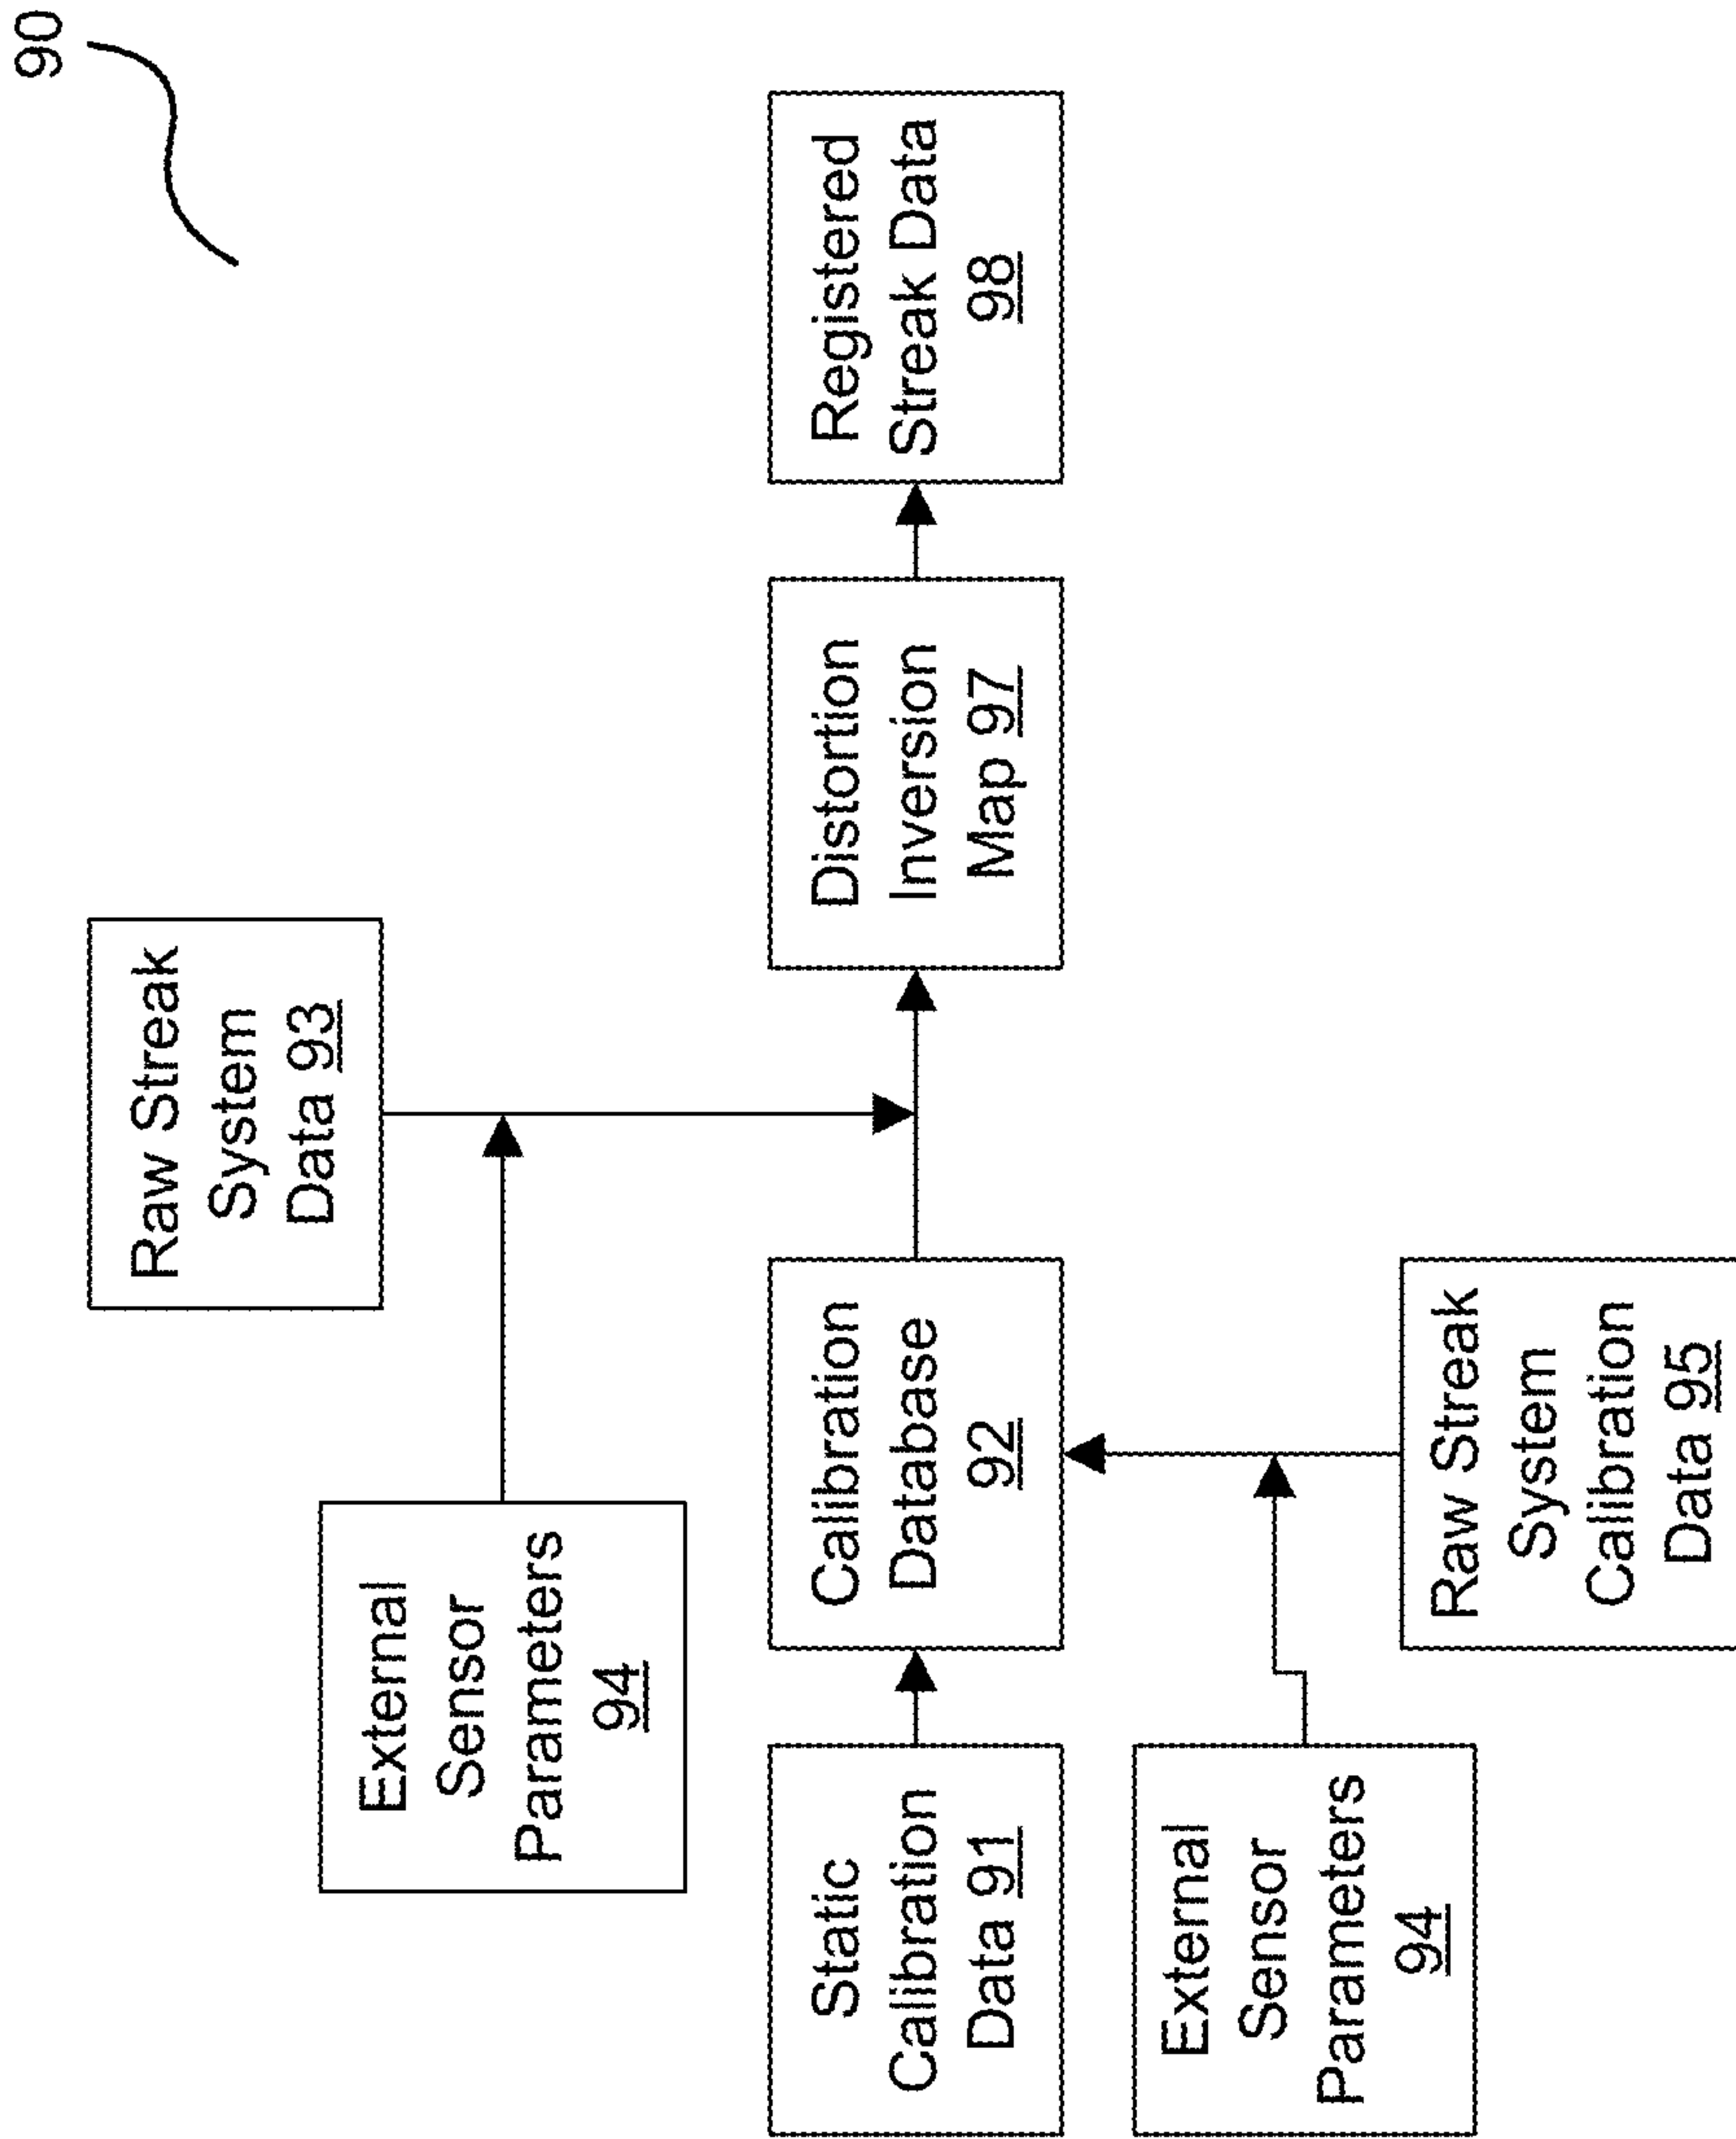 90
Raw Streak
System
Data 93
External
Sensor
Parameters
94
Static
Calibration
Data 91
Calibration
Database
92
Distortion
Inversion
Map 97
Registered
Streak Data
98
External
Sensor
Parameters
94
Raw Streak
System
Calibration
Data 95